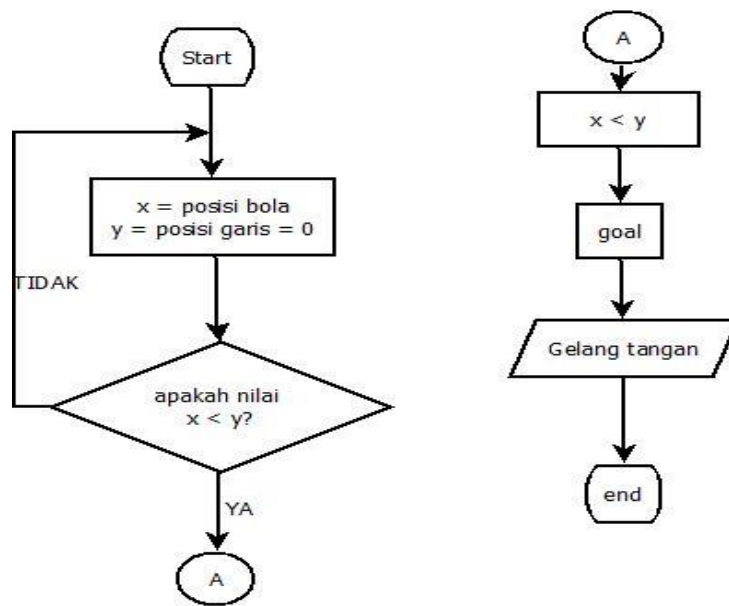 Start
x = posisi bola
y = posisi garis = 0
TIDAK
apakah nilai
x < y?
YA
A
A
x < y
goal
Gelang tangan
end